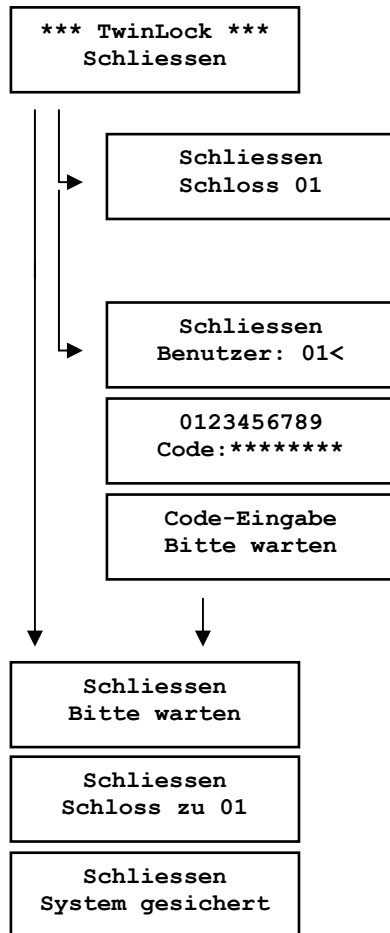 *** TwinLock ***
Schliessen
Schliessen
Schloss 01
Schliessen
Benutzer: 01<
0123456789
Code:********
Code-Eingabe
Bitte warten
Schliessen
Bitte warten
Schliessen
Schloss zu 01
Schliessen
System gesichert